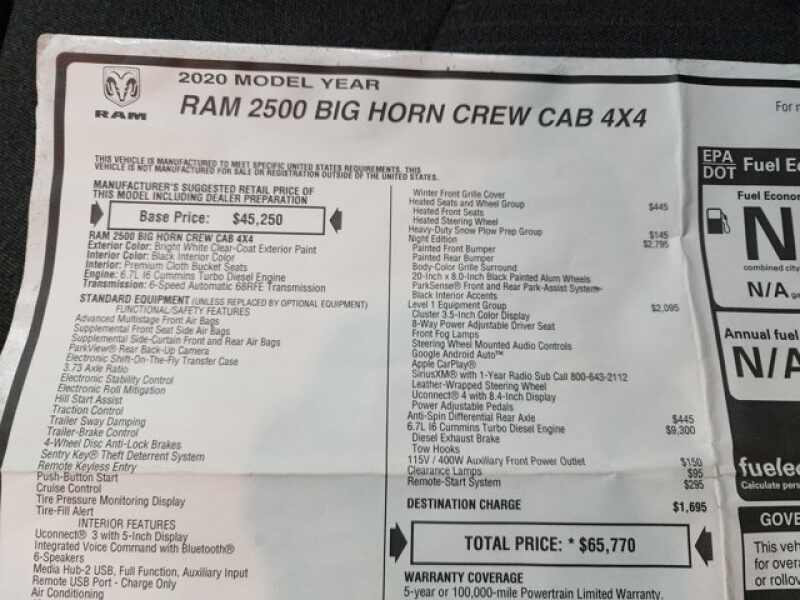 2020 MODEL YEAR
RAM 2500 BIG HORN CREW CAB 4X4
RAM
For
THIS VEHICLE IS MANUFACTURED TO MEET SPECIFIC UNITED STATES REQUIREMENTS. THIS
VEHICLE IS NOT MANUFACTURED FOR SALE OR REGISTRATION OUTSIDE OF THE UNITED STATES.
MANUFACTURER'S SUGGESTED RETAIL PRICE OF
THIS MODEL INCLUDING DEALER PREPARATION
Base Price: $45,250
RAM 2500 BIG HORN CREW CAB 4X4
Exterior Color: Bright White Clear-Coat Exterior Paint
Interior Color: Black Interior Color
Interior: Premium Cloth Bucket Seats
Engine: 6.7L I6 Cummins Turbo Diesel Engine
Transmission: 6-Speed Automatic 68RFE Transmission
STANDARD EQUIPMENT (UNLESS REPLACED BY OPTIONAL EQUIPMENT)
FUNCTIONAL/SAFETY FEATURES
Advanced Multistage Front Air Bags
Supplemental Front Seat Side Air Bags
Supplemental Side-Curtain Front and Rear Air Bags
ParkView® Rear Back-Up Camera
Electronic Shift-On-The-Fly Transfer Case
3.73 Axle Ratio
Electronic Stability Control
Electronic Roll Mitigation
Hill Start Assist
Traction Control
Trailer Sway Damping
Trailer-Brake Control
4-Wheel Disc Anti-Lock Brakes
Sentry Key® Theft Deterrent System
Remote Keyless Entry
Push-Button Start
Cruise Control
Tire Pressure Monitoring Display
Tire-Fill Alert
INTERIOR FEATURES
Uconnect® 3 with 5-Inch Display
Integrated Voice Command with Bluetooth®
6-Speakers
Media Hub-2 USB, Full Function, Auxiliary Input
Remote USB Port - Charge Only
Air Conditioning
Winter Front Grille Cover
Heated Seats and Wheel Group $445
Heated Front Seats
Heated Steering Wheel
Heavy-Duty Snow Plow Prep Group $145
Night Edition $2,795
Painted Front Bumper
Painted Rear Bumper
Body-Color Grille Surround
20-Inch x 8.0-Inch Black Painted Alum Wheels
ParkSense® Front and Rear Park-Assist System
Black Interior Accents
Level 1 Equipment Group $2,095
Cluster 3.5-Inch Color Display
8-Way Power Adjustable Driver Seat
Front Fog Lamps
Steering Wheel Mounted Audio Controls
Google Android Auto™
Apple CarPlay®
SiriusXM® with 1-Year Radio Sub Call 800-643-2112
Leather-Wrapped Steering Wheel
Uconnect® 4 with 8.4-Inch Display
Power Adjustable Pedals
Anti-Spin Differential Rear Axle $445
6.7L I6 Cummins Turbo Diesel Engine $9,300
Diesel Exhaust Brake
Tow Hooks
115V / 400W Auxiliary Front Power Outlet $150
Clearance Lamps $95
Remote-Start System $295
DESTINATION CHARGE $1,695
TOTAL PRICE: * $65,770
WARRANTY COVERAGE
5-year or 100,000-mile Powertrain Limited Warranty.
EPA
DOT
Fuel Ec
Fuel Econo
N
combined city
N/A
Annual fuel
N/A
fuelec
Calculate pers
GOVE
This veh
for overa
or rollov